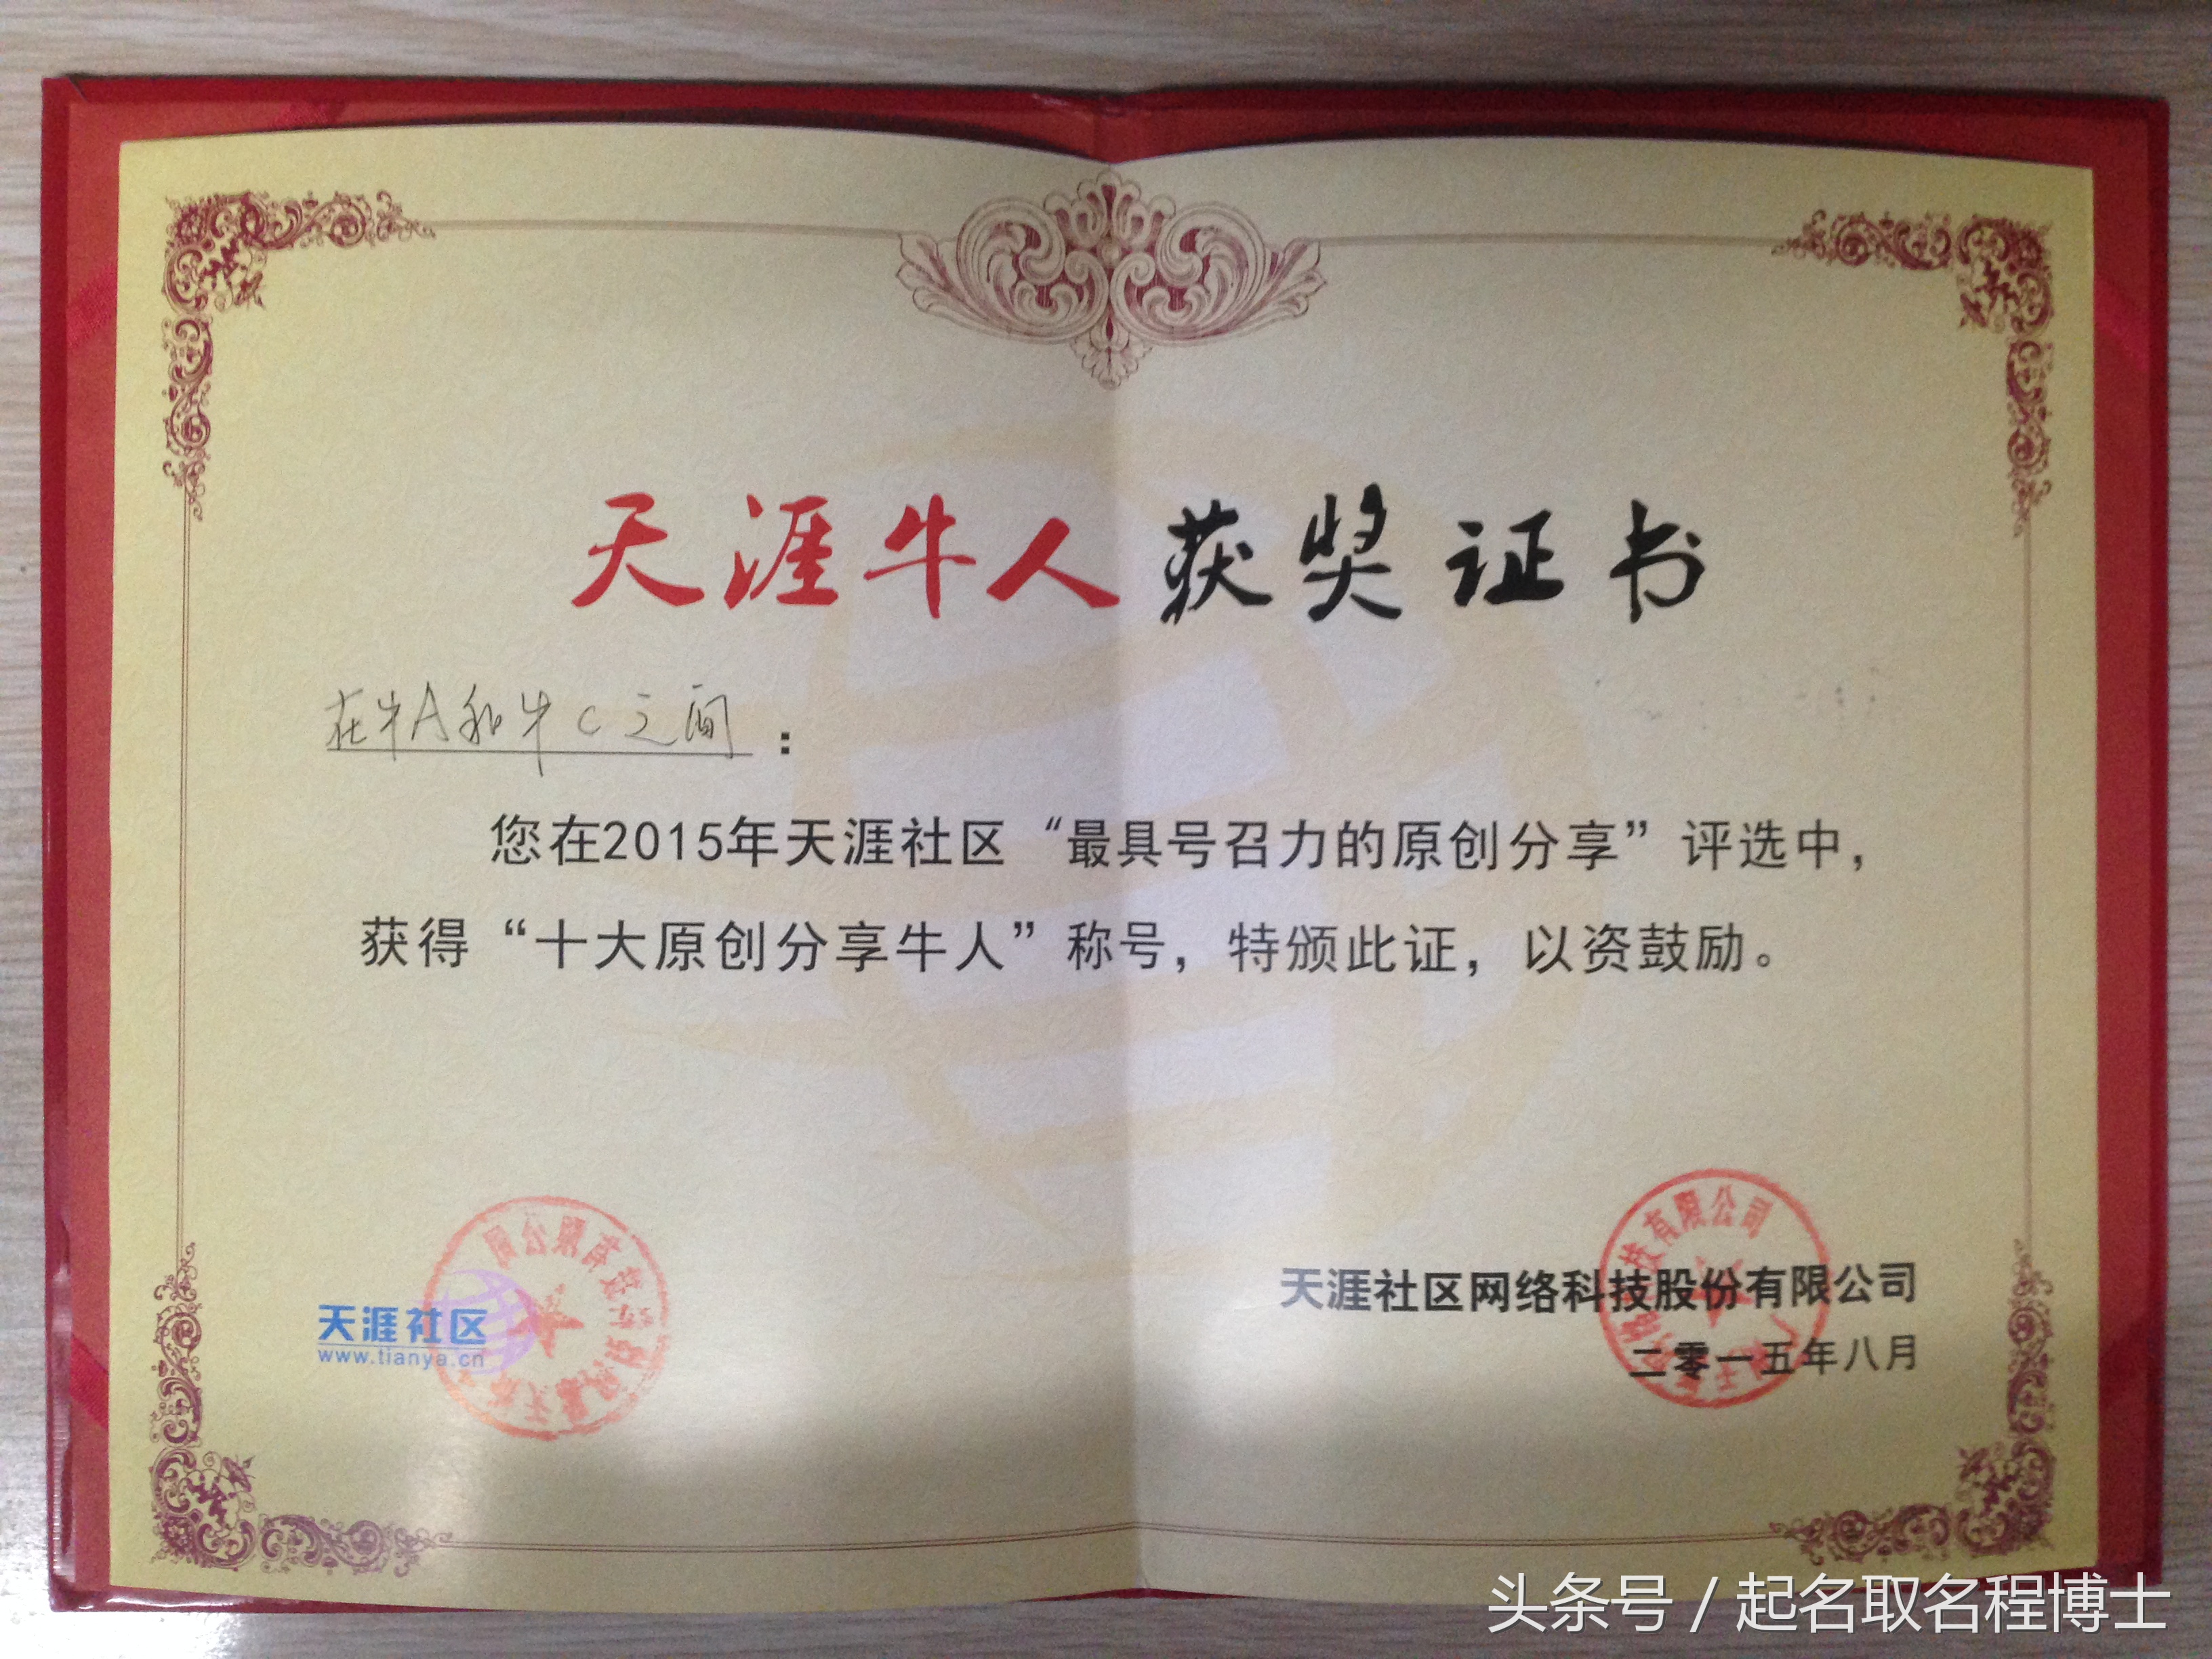 天涯牛人获奖证书
在牛A和牛C之间：
您在2015年天涯社区“最具号召力的原创分享”评选中，
获得“十大原创分享牛人”称号，特颁此证，以资鼓励。
天涯社区
www.tianya.cn
天涯社区网络科技股份有限公司
二零一五年八月
头条号 / 起名取名程博士